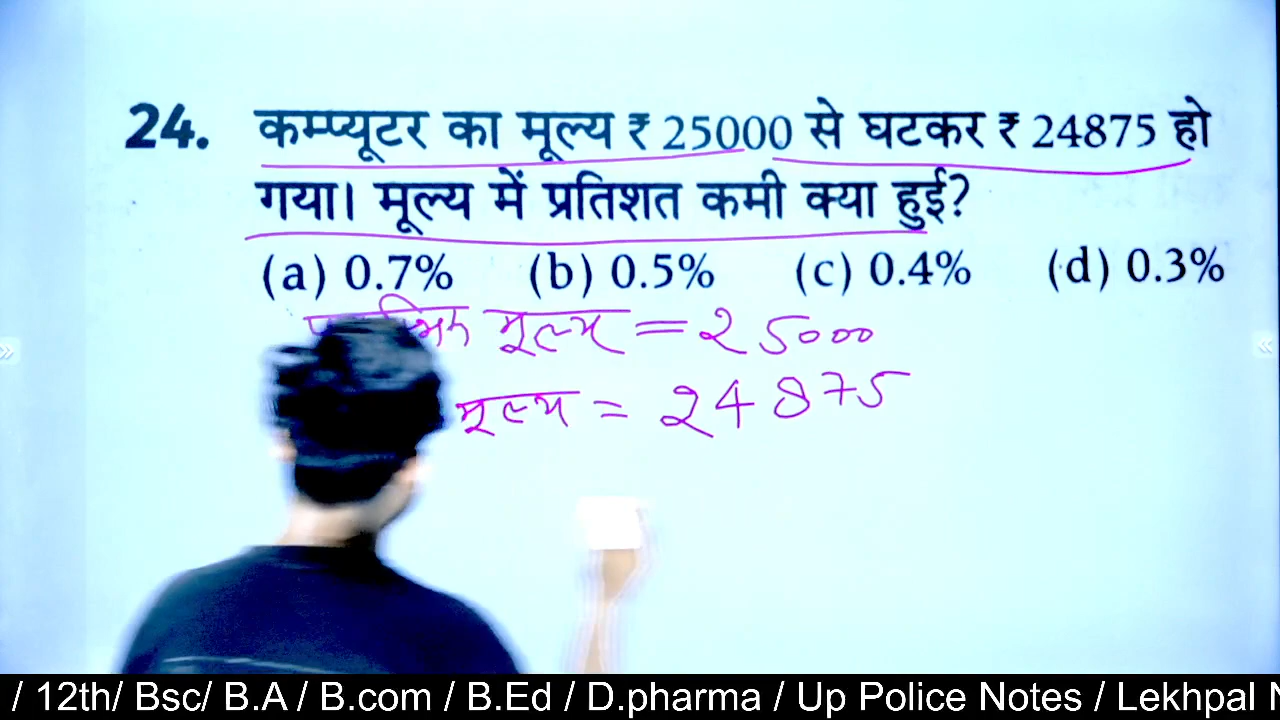 24. कम्प्यूटर का मूल्य ₹ 25000 से घटकर ₹ 24875 हो
गया। मूल्य में प्रतिशत कमी क्या हुई?
(a) 0.7% (b) 0.5% (c) 0.4% (d) 0.3%
मूल्य = 25000
मूल्य = 24875
/ 12th/ Bsc/ B.A / B.com / B.Ed / D.pharma / Up Police Notes / Lekhpal